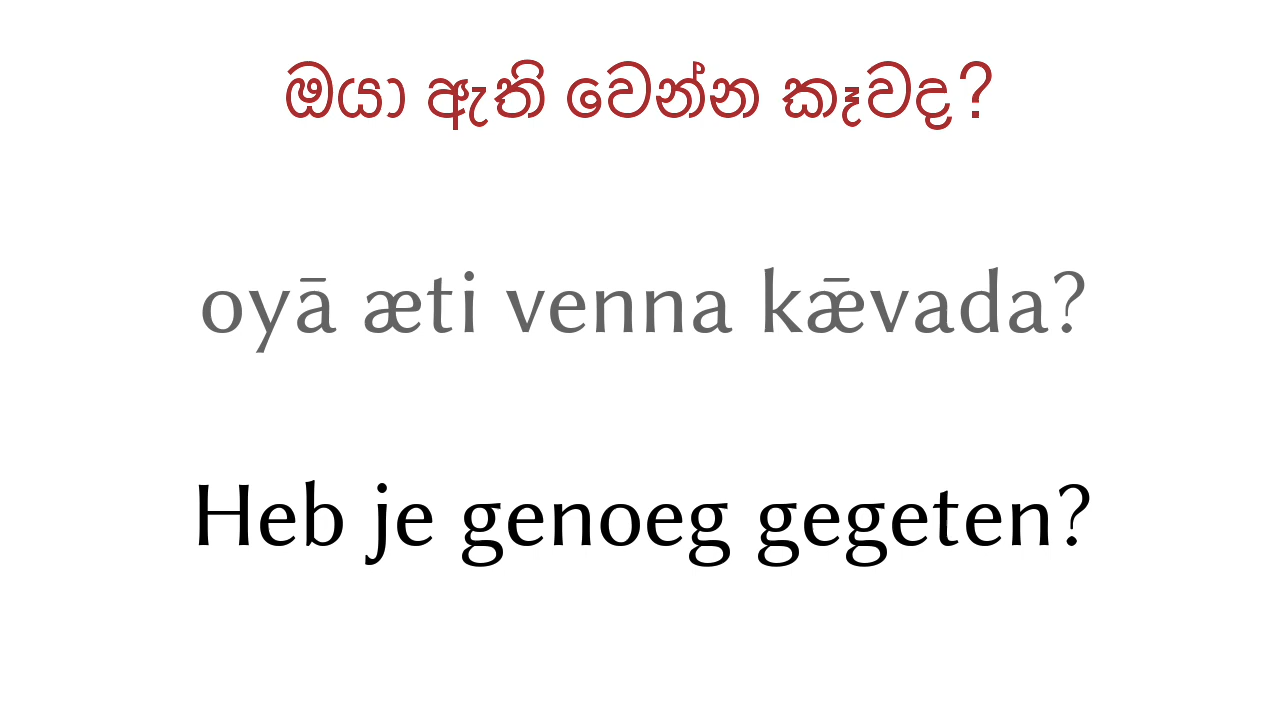 ඔයා ඇති වෙන්න කෑවද?
oyā æti venna kǣvada?
Heb je genoeg gegeten?